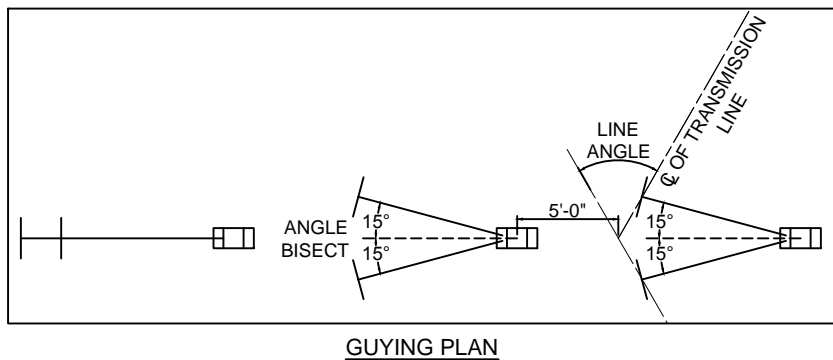 LINE
ANGLE
℄ OF TRANSMISSION
LINE
5'-0"
ANGLE
BISECT
15°
15°
15°
15°
GUYING PLAN